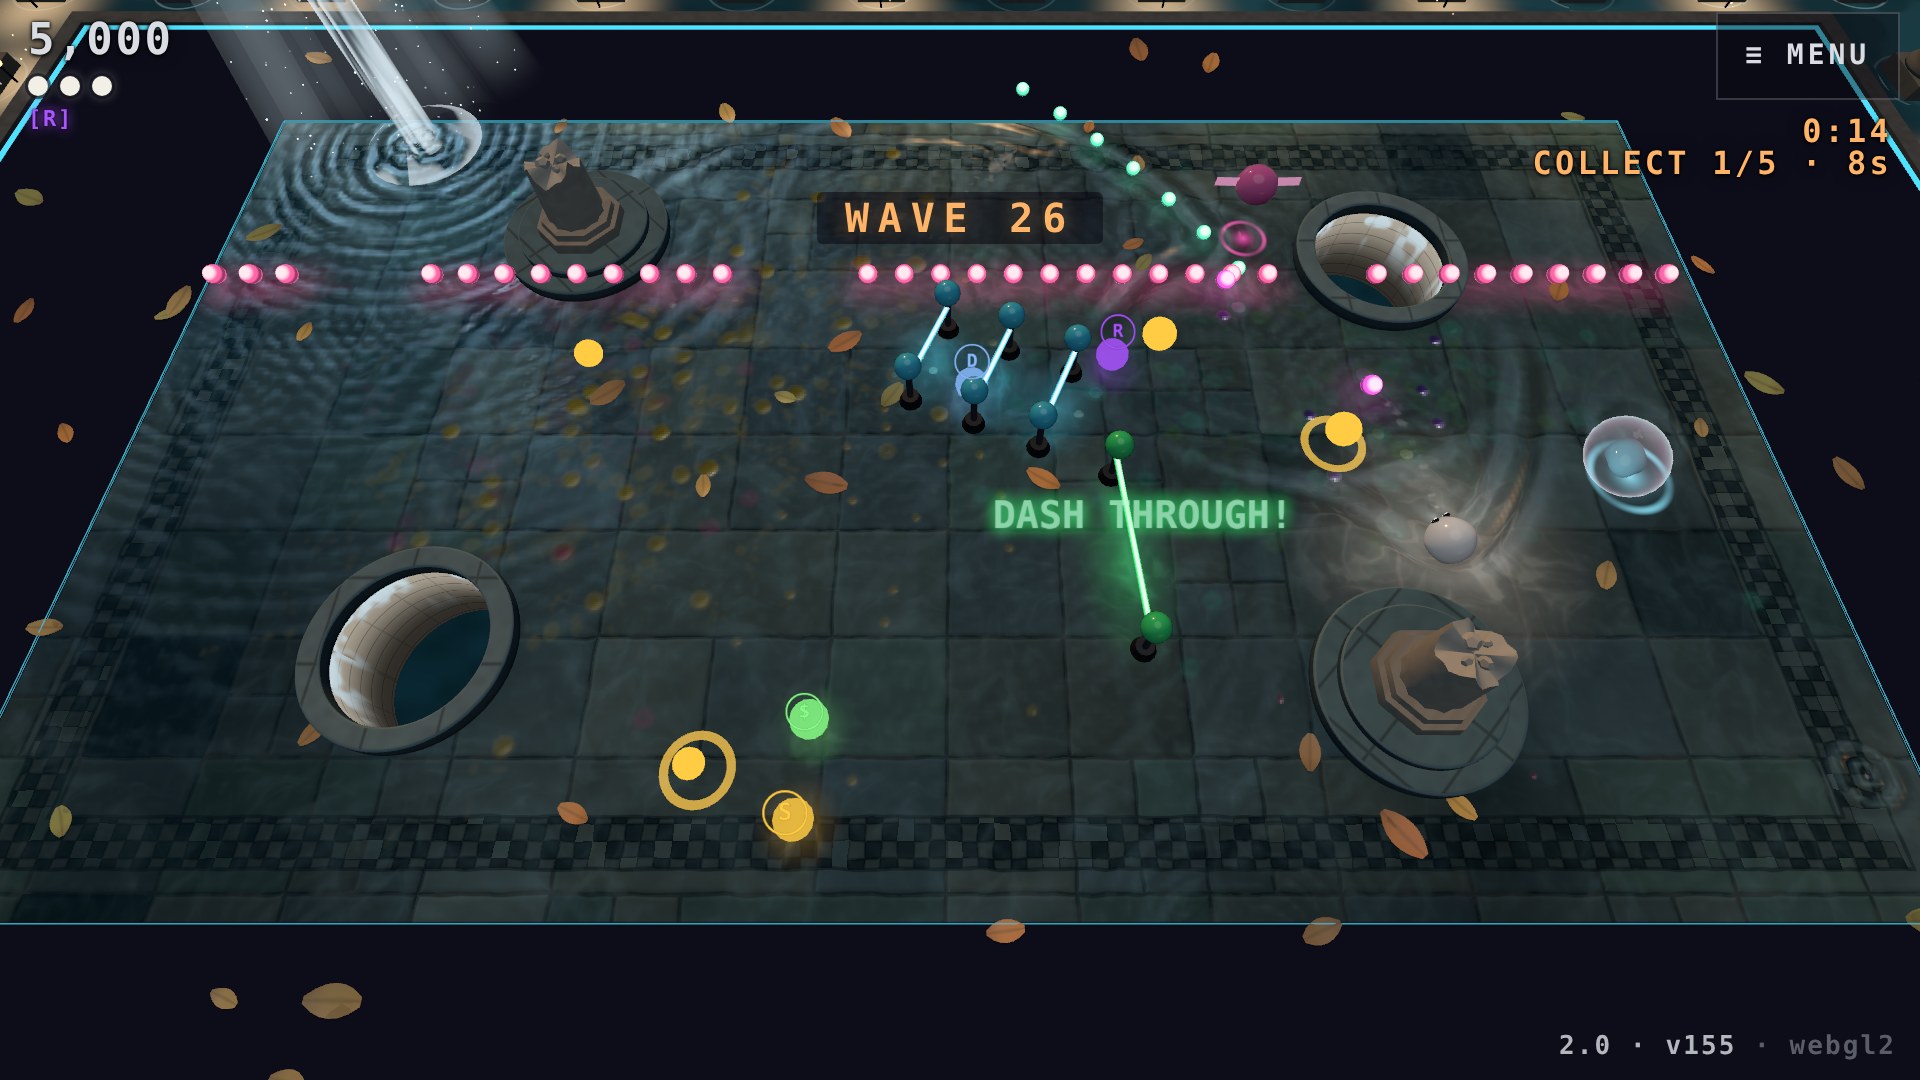 5,000
≡ MENU
[R]
0:14
COLLECT 1/5 · 8s
WAVE 26
R
D
DASH THROUGH!
S
S
2.0 · v155 · webgl2